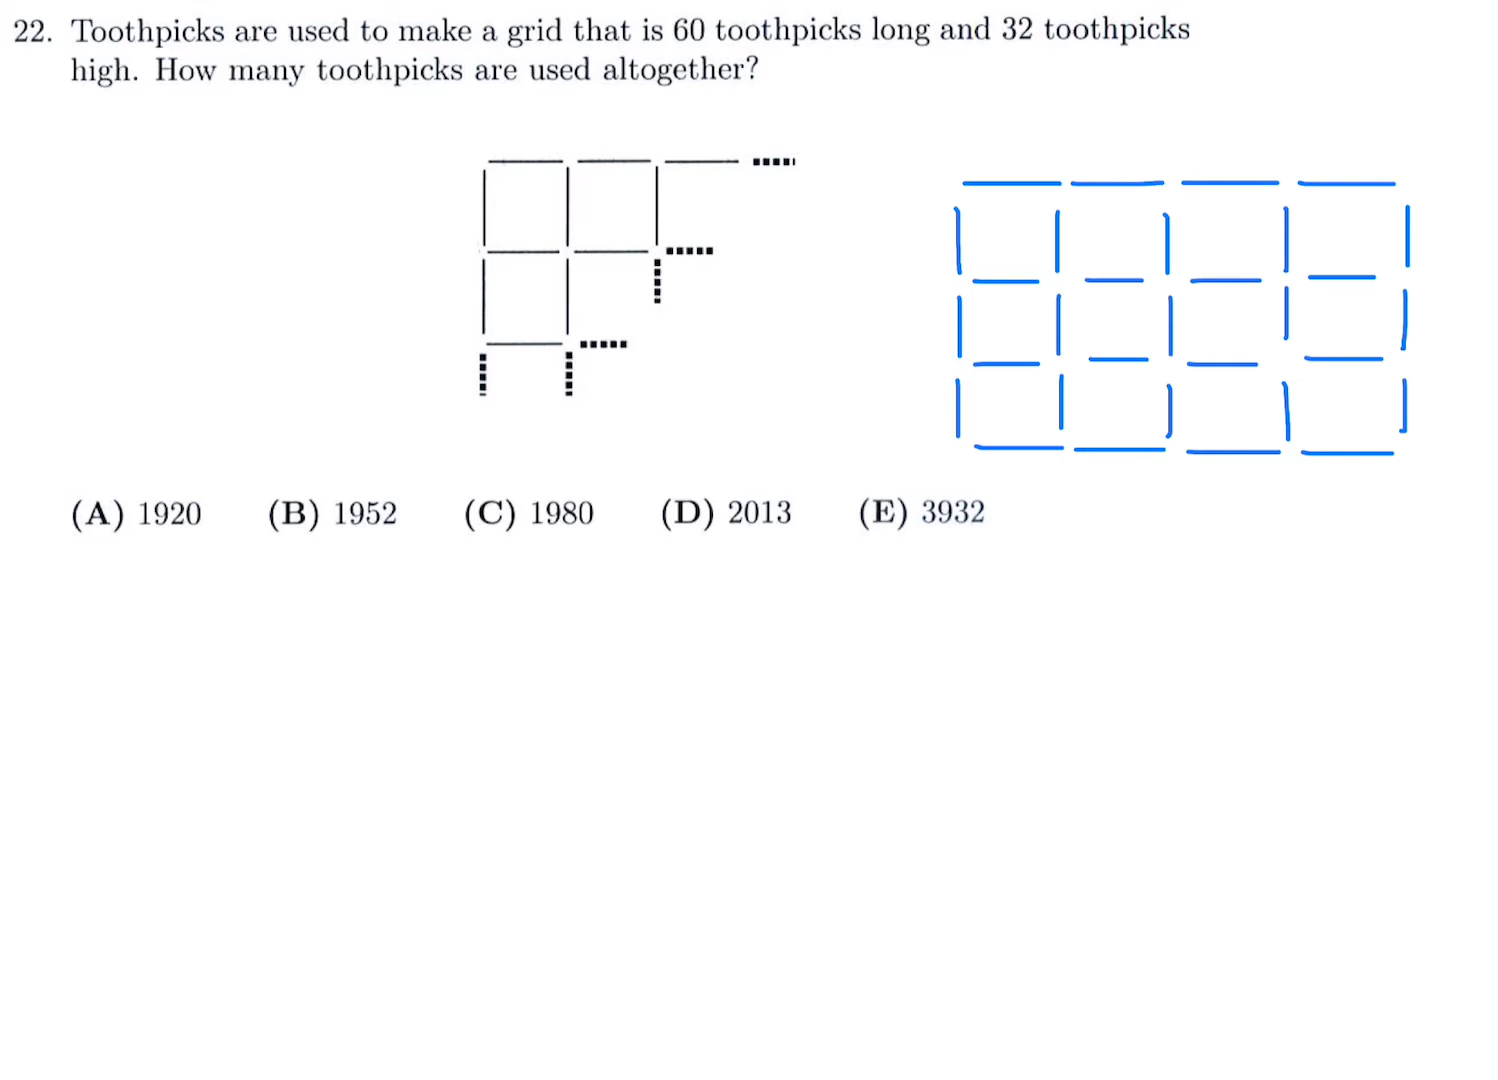 22. Toothpicks are used to make a grid that is 60 toothpicks long and 32 toothpicks
high. How many toothpicks are used altogether?
(A) 1920 (B) 1952 (C) 1980 (D) 2013 (E) 3932